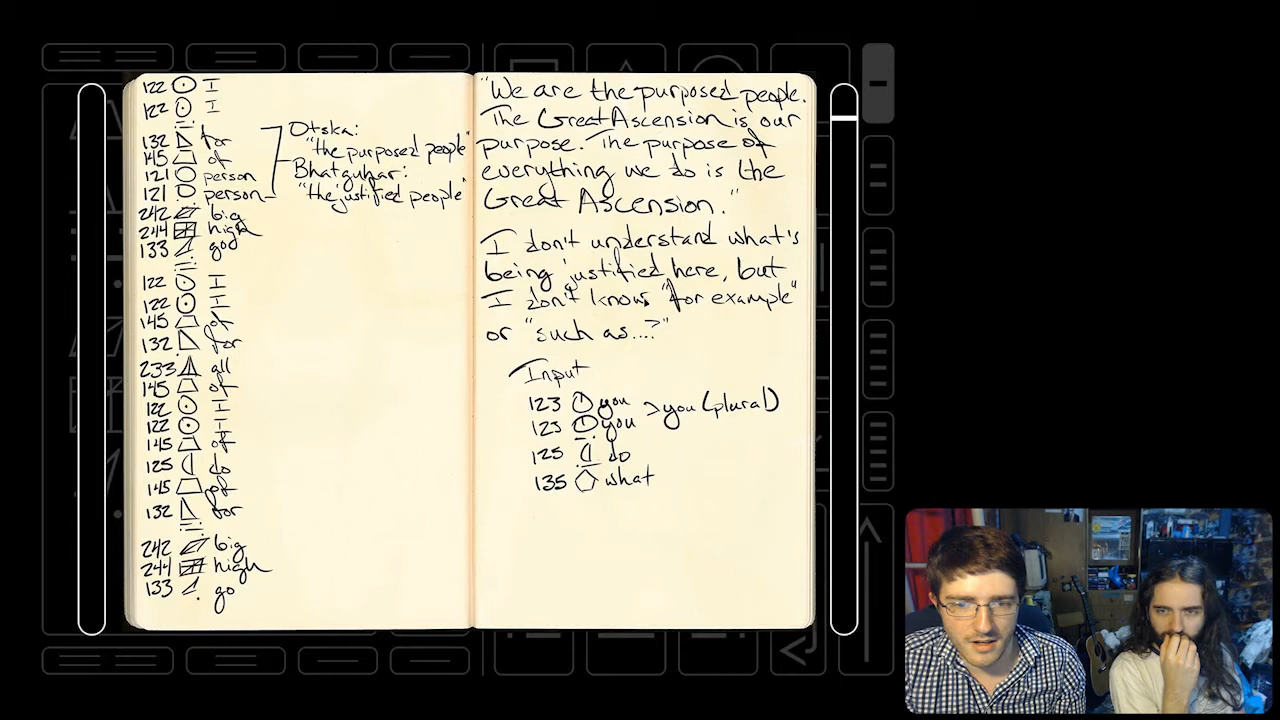 122 I
122 I
132 for
145 of
121 person
121 person
242 big
244 high
133 go
122 I
122 I
145 of
132 for
233 all
145 of
122 I
122 I
145 of
125 do
145 of
132 for
242 big
244 high
133 go
Otska:
"the purposed people"
Bhatguhar:
"the justified people"
"We are the purposed people.
The Great Ascension is our
purpose. The purpose of
everything we do is the
Great Ascension."
I don't understand what's
being justified here, but
I don't know "for example"
or "such as...?"
Input
123 you
123 you > you (plural)
125 do
135 what